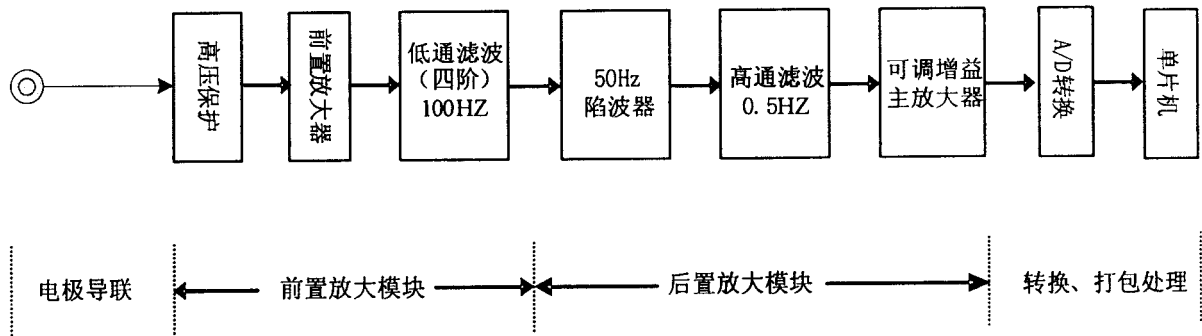 高压保护
前置放大器
低通滤波
（四阶）
100HZ
50Hz
陷波器
高通滤波
0.5HZ
可调增益
主放大器
A/D转换
单片机
电极导联
前置放大模块
后置放大模块
转换、打包处理